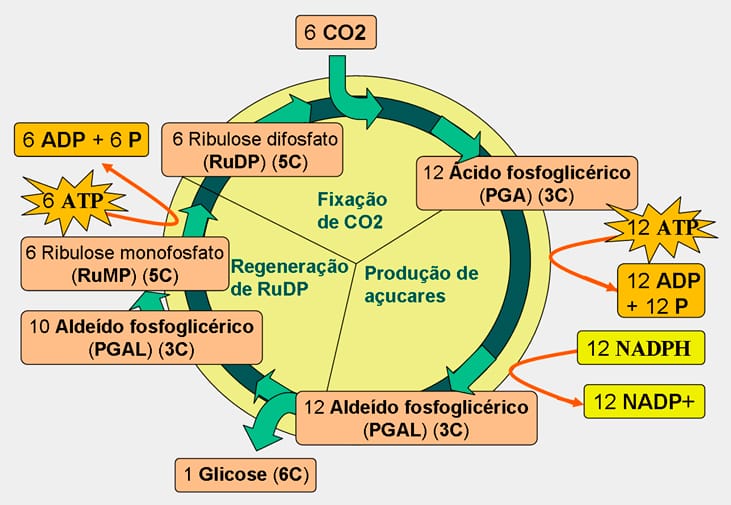 6 CO2
6 ADP + 6 P
6 Ribulose difosfato
(RuDP) (5C)
12 Ácido fosfoglicérico
(PGA) (3C)
6 ATP
Fixação
de CO2
12 ATP
6 Ribulose monofosfato
(RuMP) (5C)
Regeneração
de RuDP
Produção de
açucares
12 ADP
+ 12 P
10 Aldeído fosfoglicérico
(PGAL) (3C)
12 NADPH
12 NADP+
12 Aldeído fosfoglicérico
(PGAL) (3C)
1 Glicose (6C)